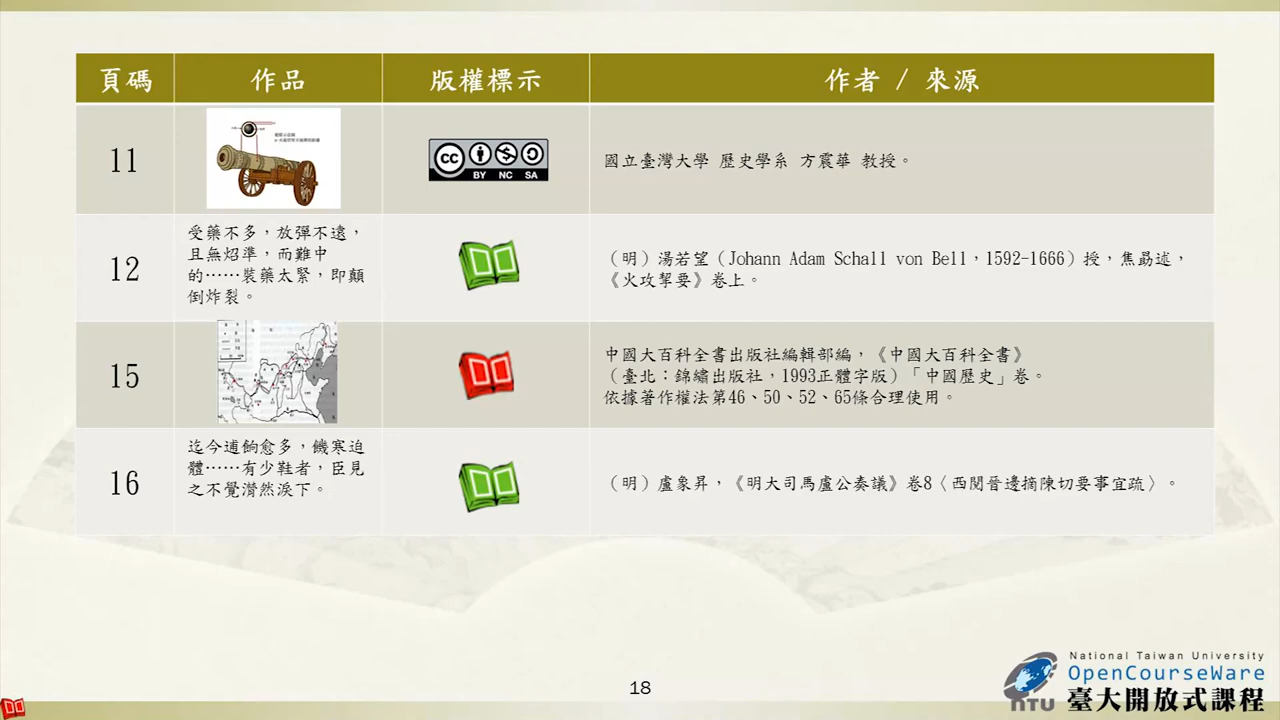 頁碼 作品 版權標示 作者 / 來源
11
BY NC SA
國立臺灣大學 歷史學系 方震華 教授。
12
受藥不多,放彈不遠,
且無炤準,而難中
的……裝藥太緊,即顛
倒炸裂。
(明)湯若望(Johann Adam Schall von Bell,1592-1666)授,焦勗述,
《火攻挈要》卷上。
15
中國大百科全書出版社編輯部編,《中國大百科全書》
(臺北:錦繡出版社,1993正體字版)「中國歷史」卷。
依據著作權法第46、50、52、65條合理使用。
16
迄今逋餉愈多,饑寒迫
體……有少鞋者,臣見
之不覺潸然淚下。
(明)盧象昇,《明大司馬盧公奏議》卷8〈西閱晉邊摘陳切要事宜疏〉。
18
National Taiwan University
OpenCourseWare
臺大開放式課程
NTU